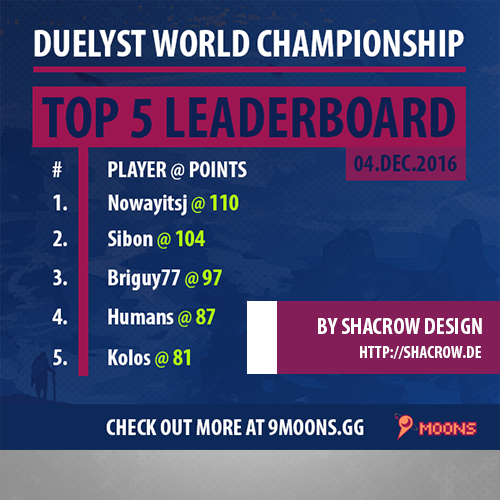 DUELYST WORLD CHAMPIONSHIP
TOP 5 LEADERBOARD
04.DEC.2016
# PLAYER @ POINTS
1. Nowayitsj @ 110
2. Sibon @ 104
3. Briguy77 @ 97
4. Humans @ 87
5. Kolos @ 81
BY SHACROW DESIGN
HTTP://SHACROW.DE
CHECK OUT MORE AT 9MOONS.GG
9-MOONS